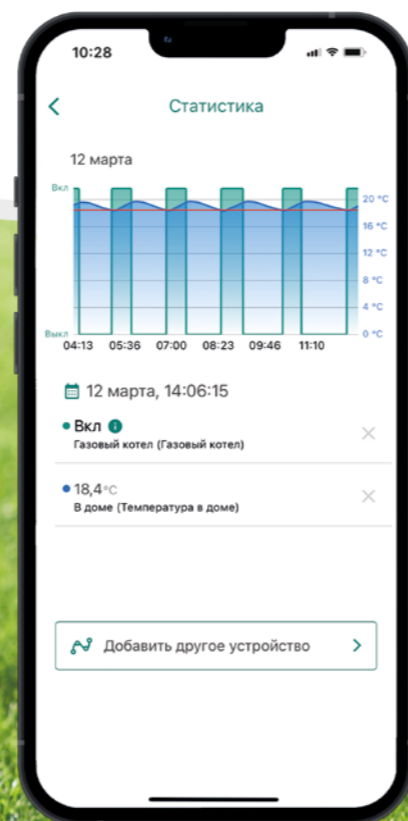 10:28
Статистика
12 марта
Вкл
20 °C
16 °C
12 °C
8 °C
4 °C
Выкл
0 °C
04:13 05:36 07:00 08:23 09:46 11:10
12 марта, 14:06:15
Вкл
Газовый котел (Газовый котел)
18,4°C
В доме (Температура в доме)
Добавить другое устройство